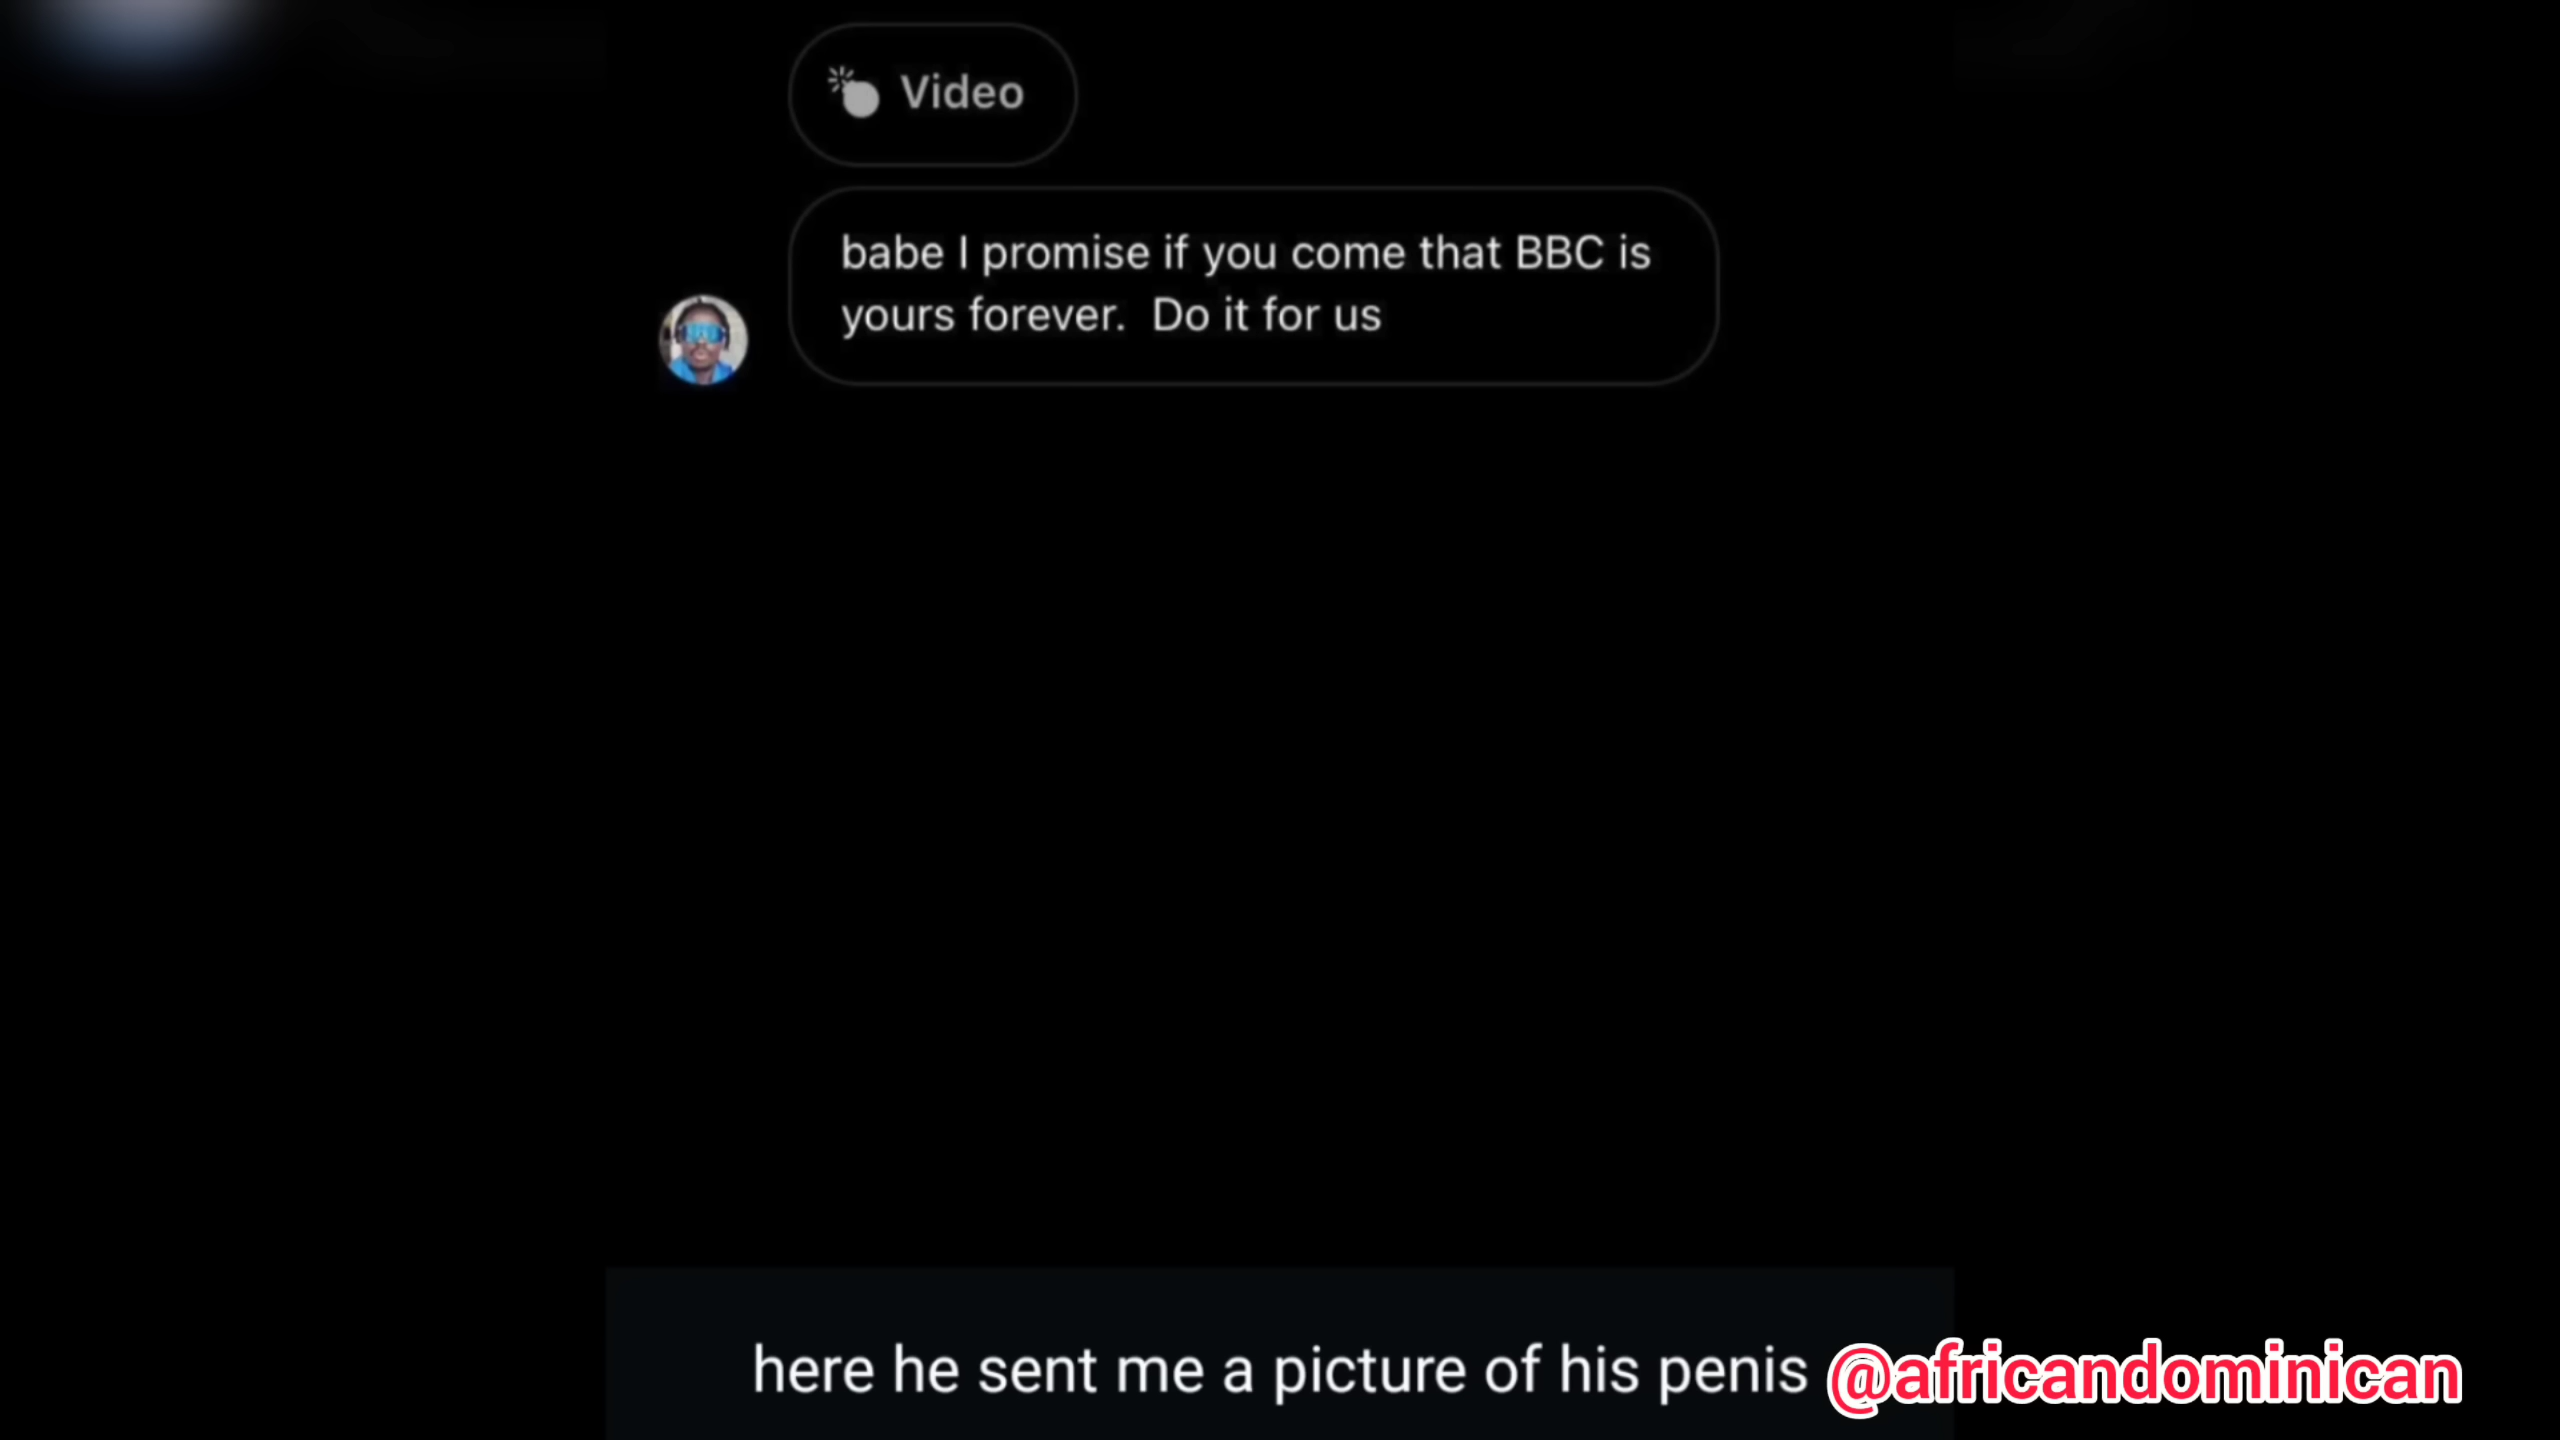 Video
babe I promise if you come that BBC is
yours forever.  Do it for us
here he sent me a picture of his penis
@africandominican